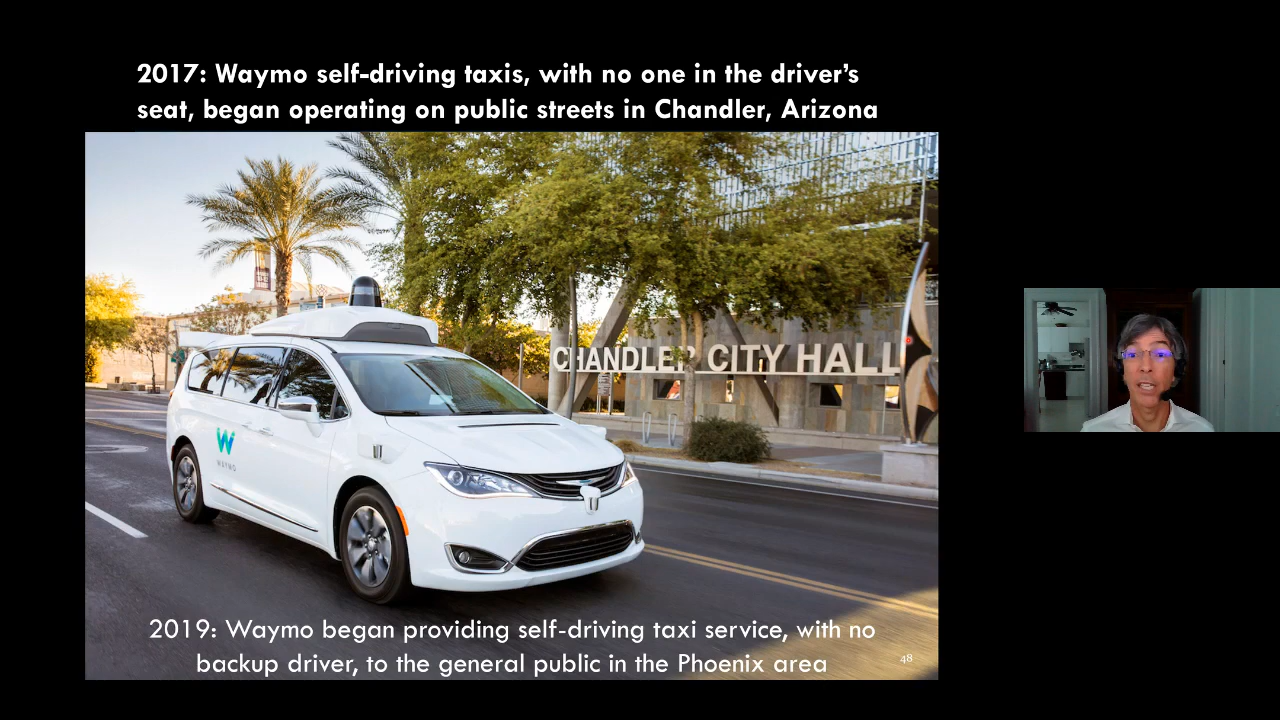 2017: Waymo self-driving taxis, with no one in the driver’s
seat, began operating on public streets in Chandler, Arizona
CHANDLER CITY HALL
WAYMO
2019: Waymo began providing self-driving taxi service, with no
backup driver, to the general public in the Phoenix area
48